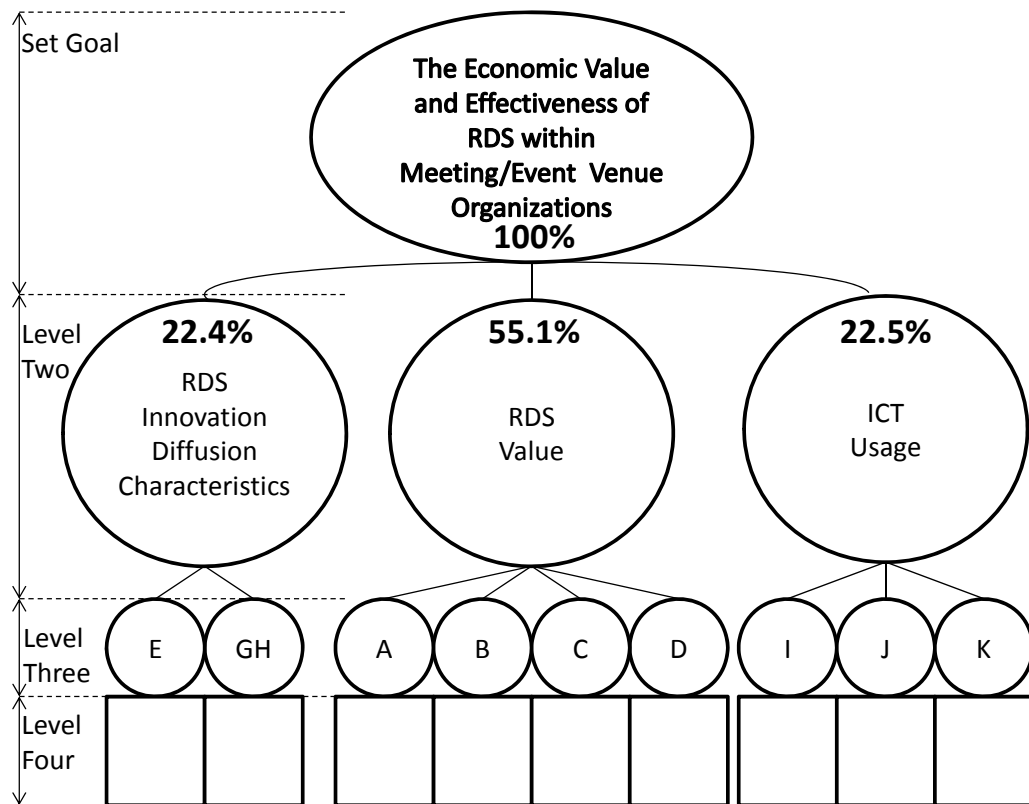 Set Goal
The Economic Value
and Effectiveness of
RDS within
Meeting/Event Venue
Organizations
100%
Level
Two
22.4%
RDS
Innovation
Diffusion
Characteristics
55.1%
RDS
Value
22.5%
ICT
Usage
Level
Three
E
GH
A
B
C
D
I
J
K
Level
Four